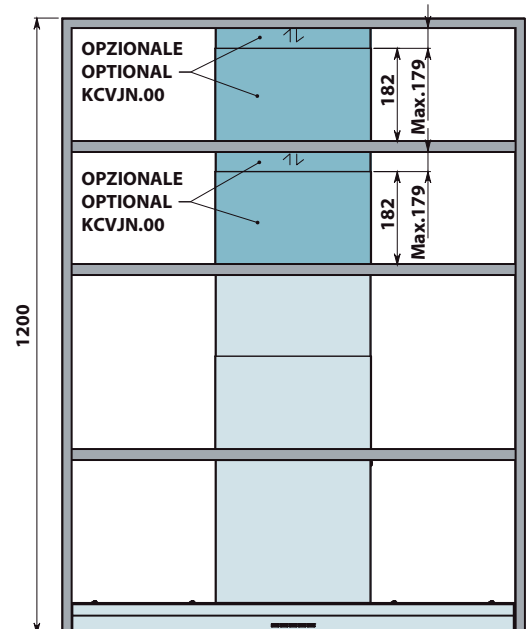 OPZIONALE
OPTIONAL
KCVJN.00
182
Max.179
OPZIONALE
OPTIONAL
KCVJN.00
182
Max.179
1200